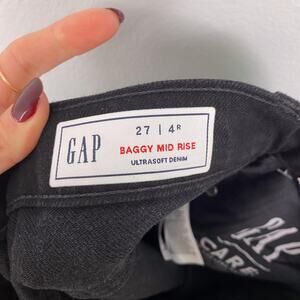 GAP
27 | 4R
BAGGY MID RISE
ULTRASOFT DENIM
GAP
CARE